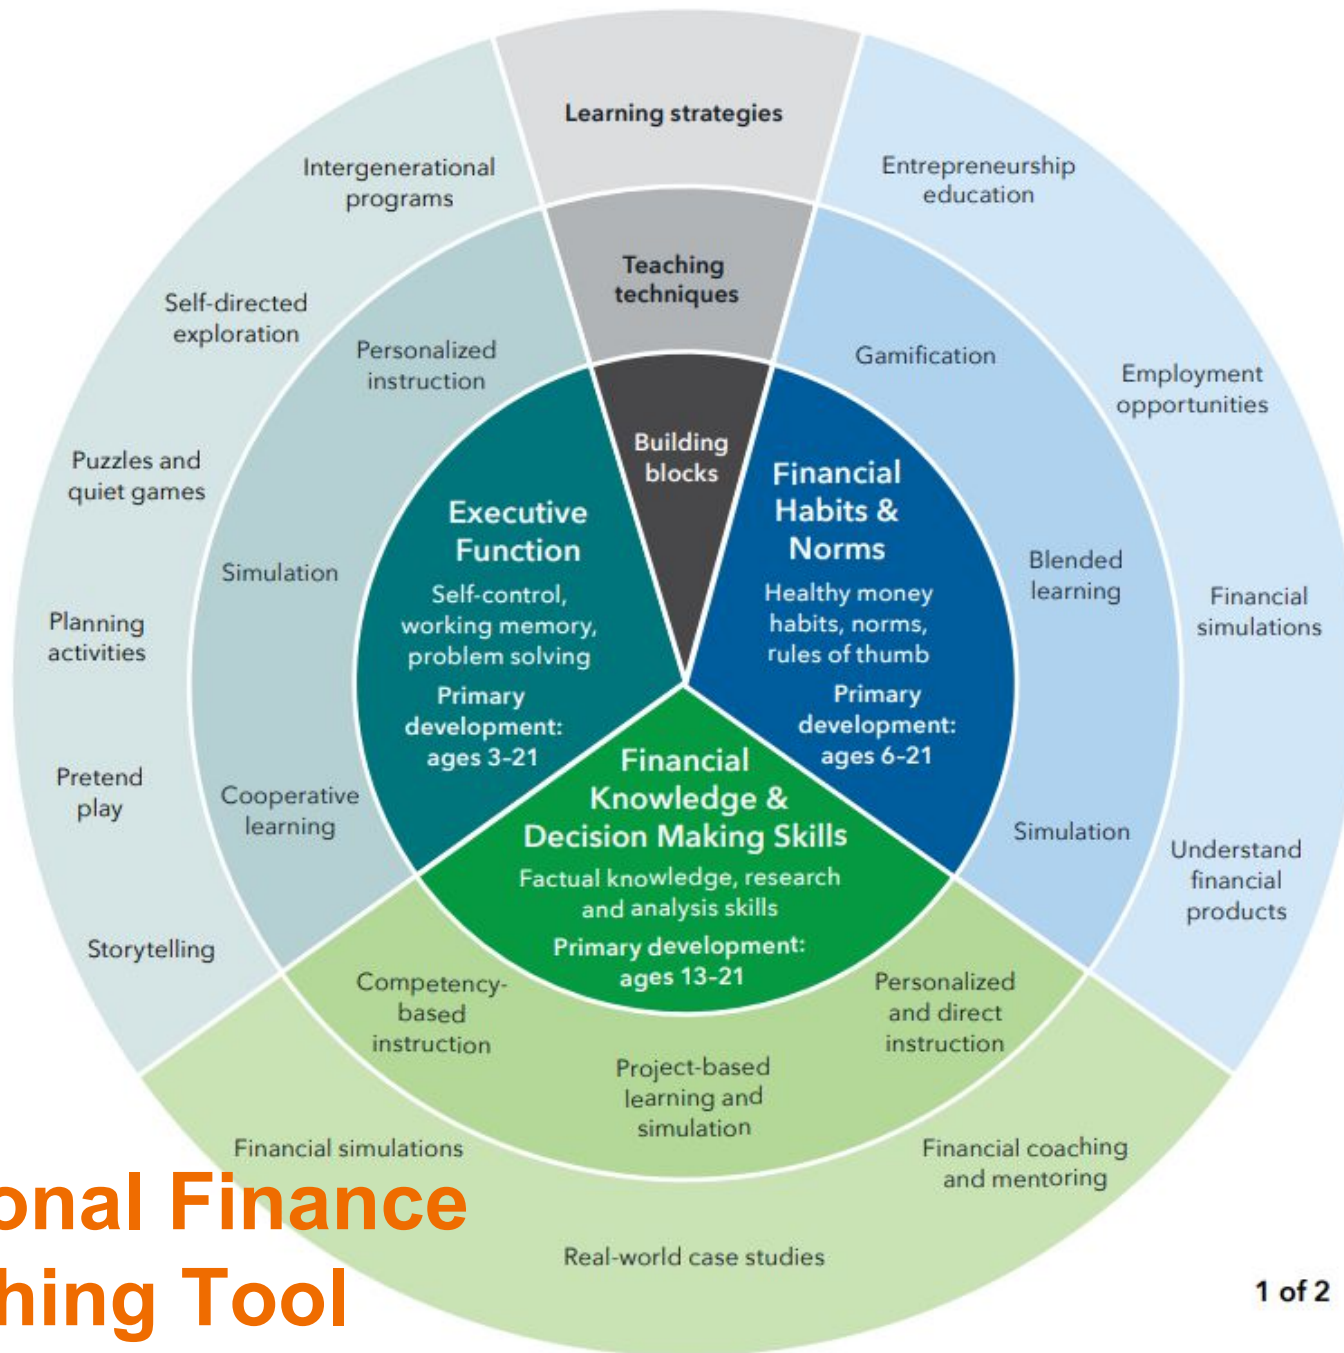 Learning strategies
Teaching
techniques
Building
blocks
Intergenerational
programs
Self-directed
exploration
Puzzles and
quiet games
Planning
activities
Pretend
play
Storytelling
Personalized
instruction
Simulation
Cooperative
learning
Executive
Function
Self-control,
working memory,
problem solving
Primary
development:
ages 3–21
Entrepreneurship
education
Employment
opportunities
Financial
simulations
Understand
financial
products
Gamification
Blended
learning
Simulation
Financial
Habits &
Norms
Healthy money
habits, norms,
rules of thumb
Primary
development:
ages 6–21
Financial
Knowledge &
Decision Making Skills
Factual knowledge, research
and analysis skills
Primary development:
ages 13–21
Competency-
based
instruction
Project-based
learning and
simulation
Personalized
and direct
instruction
Financial simulations
Real-world case studies
Financial coaching
and mentoring
onal Finance
hing Tool
1 of 2